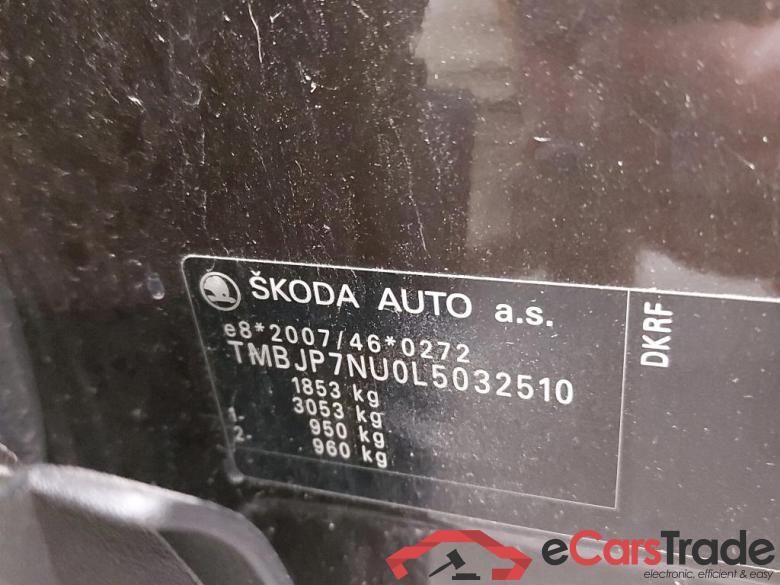 ŠKODA AUTO a.s.
e8*2007/46*0272
TMBJP7NU0L5032510
1853 kg
3053 kg
1. 950 kg
2. 960 kg
DKRF
eCarsTrade
electronic, efficient & easy